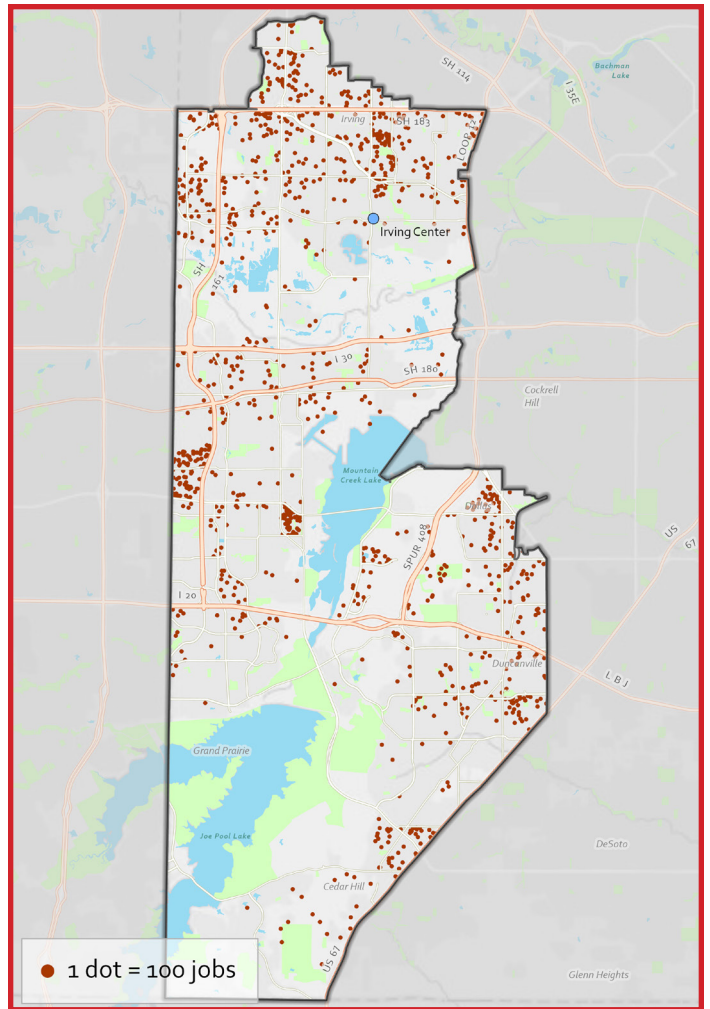 SH 114
Bachman
Lake
I 35E
Irving
SH 183
LOOP 12
Irving Center
SH
161
I 30
SH 180
Cockrell
Hill
Mountain
Creek Lake
Dallas
US
67
SPUR 408
I 20
Duncanville
LBJ
Grand Prairie
Joe Pool Lake
DeSoto
Cedar Hill
US 67
Glenn Heights
1 dot = 100 jobs